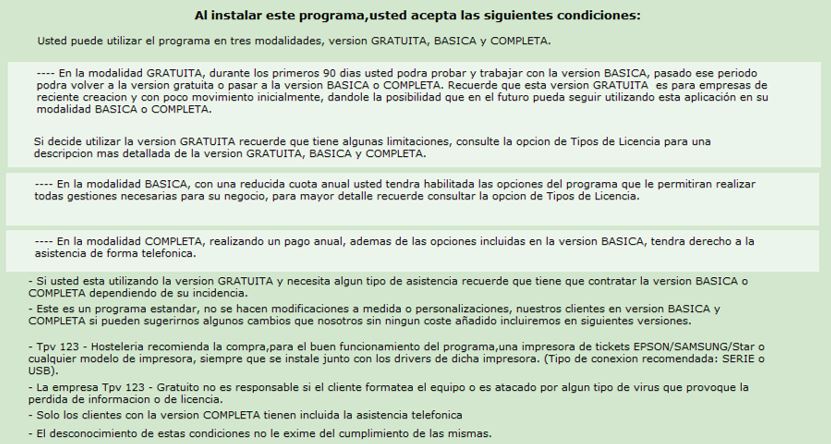 Al instalar este programa,usted acepta las siguientes condiciones:
Usted puede utilizar el programa en tres modalidades, version GRATUITA, BASICA y COMPLETA.
---- En la modalidad GRATUITA, durante los primeros 90 dias usted podra probar y trabajar con la version BASICA, pasado ese periodo
podra volver a la version gratuita o pasar a la version BASICA o COMPLETA. Recuerde que esta version GRATUITA  es para empresas de
reciente creacion y con poco movimiento inicialmente, dandole la posibilidad que en el futuro pueda seguir utilizando esta aplicación en su
modalidad BASICA o COMPLETA.
Si decide utilizar la version GRATUITA recuerde que tiene algunas limitaciones, consulte la opcion de Tipos de Licencia para una
descripcion mas detallada de la version GRATUITA, BASICA y COMPLETA.
---- En la modalidad BASICA, con una reducida cuota anual usted tendra habilitada las opciones del programa que le permitiran realizar
todas gestiones necesarias para su negocio, para mayor detalle recuerde consultar la opcion de Tipos de Licencia.
---- En la modalidad COMPLETA, realizando un pago anual, ademas de las opciones incluidas en la version BASICA, tendra derecho a la
asistencia de forma telefonica.
- Si usted esta utilizando la version GRATUITA y necesita algun tipo de asistencia recuerde que tiene que contratar la version BASICA o
COMPLETA dependiendo de su incidencia.
- Este es un programa estandar, no se hacen modificaciones a medida o personalizaciones, nuestros clientes en version BASICA y
COMPLETA si pueden sugerirnos algunos cambios que nosotros sin ningun coste añadido incluiremos en siguientes versiones.
- Tpv 123 - Hosteleria recomienda la compra,para el buen funcionamiento del programa,una impresora de tickets EPSON/SAMSUNG/Star o
cualquier modelo de impresora, siempre que se instale junto con los drivers de dicha impresora. (Tipo de conexion recomendada: SERIE o
USB).
- La empresa Tpv 123 - Gratuito no es responsable si el cliente formatea el equipo o es atacado por algun tipo de virus que provoque la
perdida de informacion o de licencia.
- Solo los clientes con la version COMPLETA tienen incluida la asistencia telefonica
- El desconocimiento de estas condiciones no le exime del cumplimiento de las mismas.